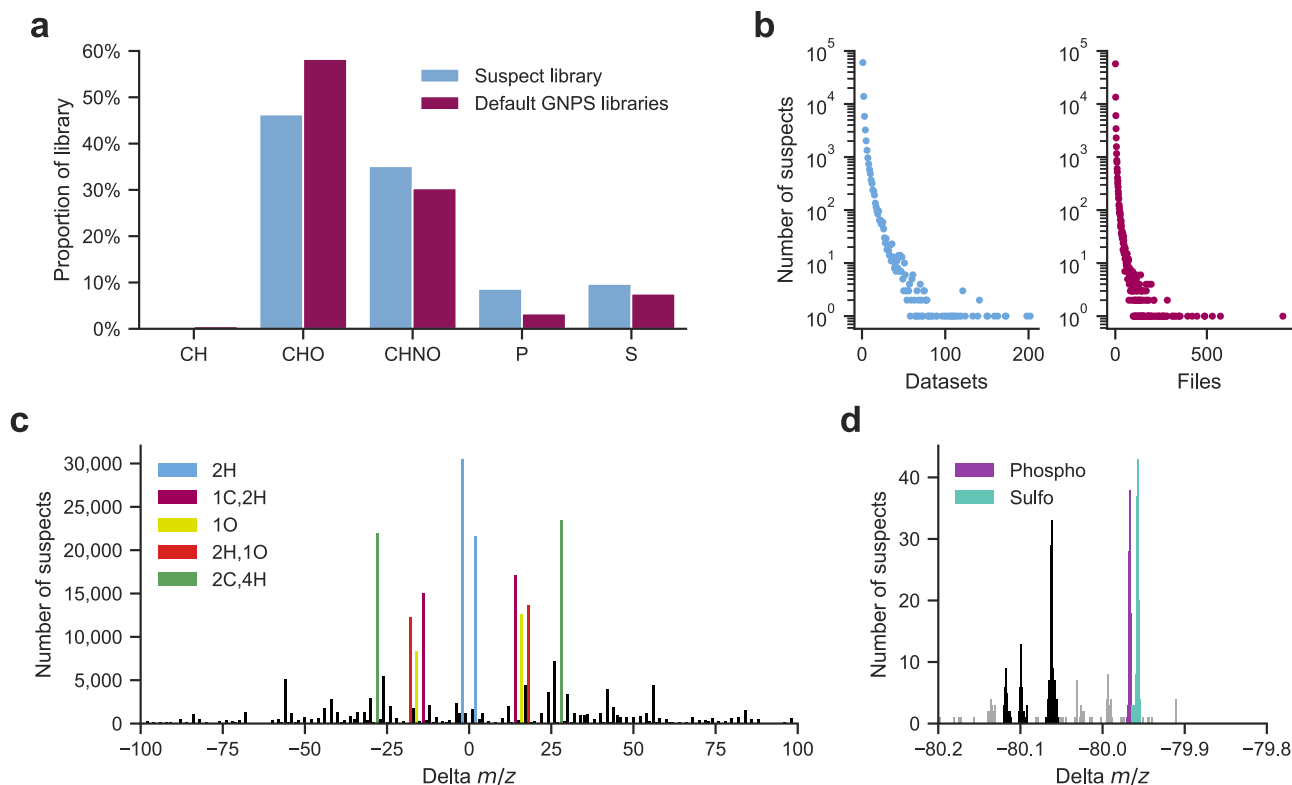 a
Proportion of library
60%
50%
40%
30%
20%
10%
0%
Suspect library
Default GNPS libraries
CH CHO CHNO P S
b
Number of suspects
10^5
10^4
10^3
10^2
10^1
10^0
0 100 200
Datasets
10^5
10^4
10^3
10^2
10^1
10^0
0 500
Files
c
Number of suspects
30,000
25,000
20,000
15,000
10,000
5,000
0
2H
1C,2H
1O
2H,1O
2C,4H
−100 −75 −50 −25 0 25 50 75 100
Delta m/z
d
Number of suspects
40
30
20
10
0
Phospho
Sulfo
−80.2 −80.1 −80.0 −79.9 −79.8
Delta m/z